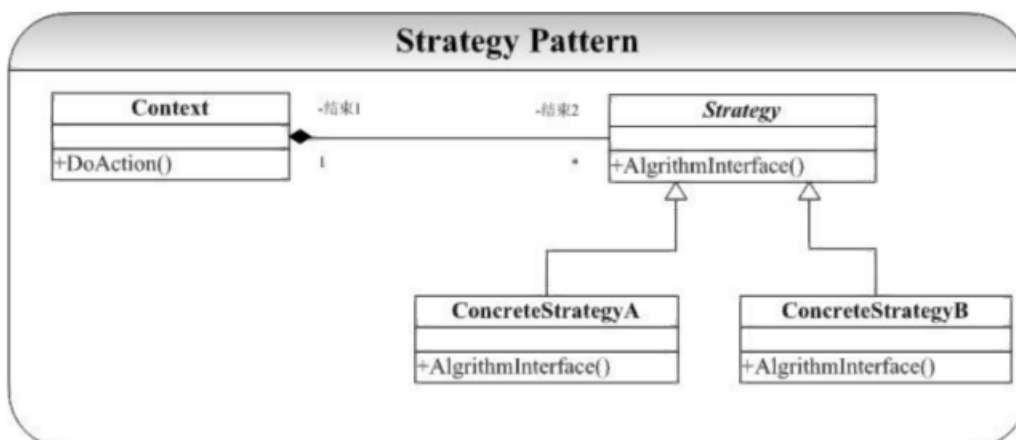 Strategy Pattern
Context
-结束1
-结束2
Strategy
+DoAction()
1
*
+AlgrithmInterface()
ConcreteStrategyA
ConcreteStrategyB
+AlgrithmInterface()
+AlgrithmInterface()